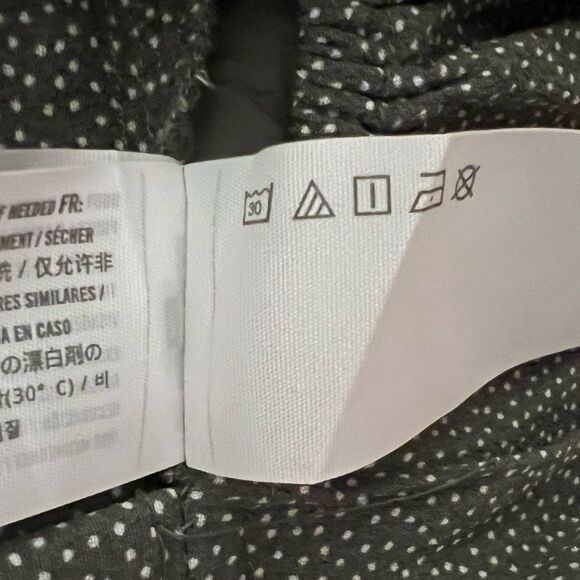 IF NEEDED FR:
MENT / SÉCHER
洗 / 仅允许非
RES SIMILARES /
A EN CASO
の漂白剤の
(30° C) / 비
30